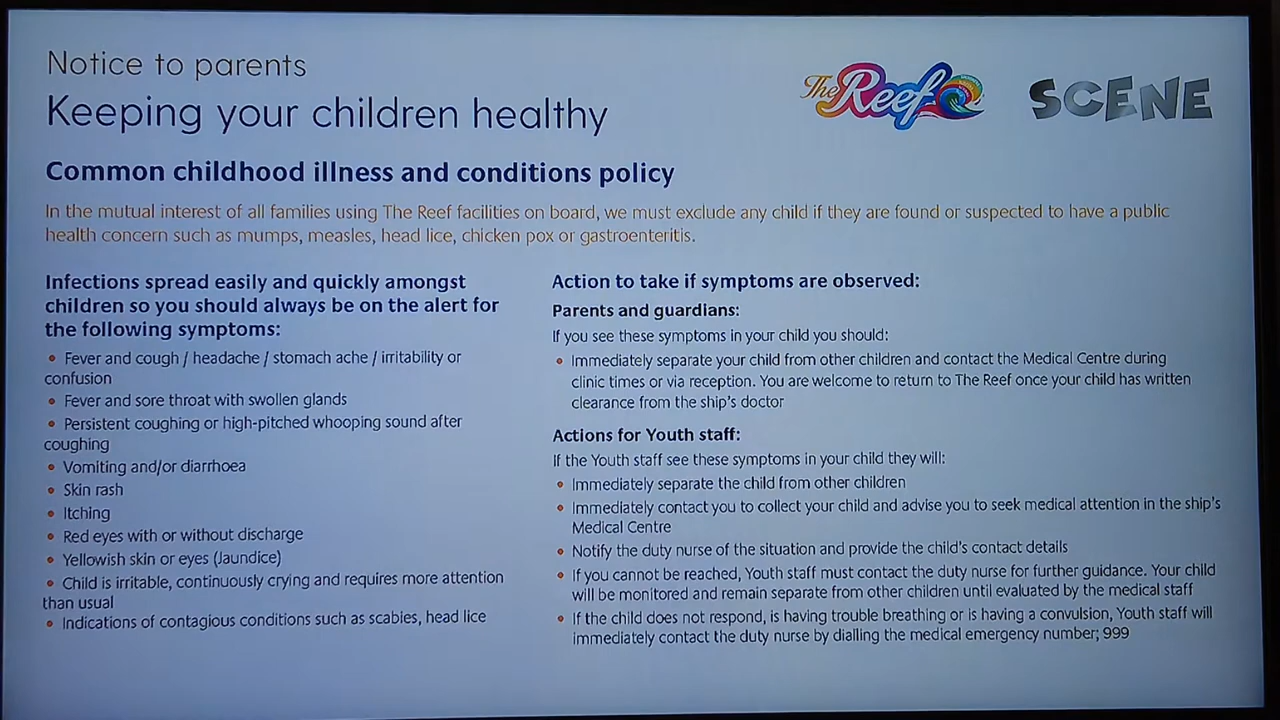 Notice to parents
Keeping your children healthy
The Reef
SCENE
Common childhood illness and conditions policy
In the mutual interest of all families using The Reef facilities on board, we must exclude any child if they are found or suspected to have a public
health concern such as mumps, measles, head lice, chicken pox or gastroenteritis.
Infections spread easily and quickly amongst
children so you should always be on the alert for
the following symptoms:
• Fever and cough / headache / stomach ache / irritability or
confusion
• Fever and sore throat with swollen glands
• Persistent coughing or high-pitched whooping sound after
coughing
• Vomiting and/or diarrhoea
• Skin rash
• Itching
• Red eyes with or without discharge
• Yellowish skin or eyes (Jaundice)
• Child is irritable, continuously crying and requires more attention
than usual
• Indications of contagious conditions such as scabies, head lice
Action to take if symptoms are observed:
Parents and guardians:
If you see these symptoms in your child you should:
• Immediately separate your child from other children and contact the Medical Centre during
clinic times or via reception. You are welcome to return to The Reef once your child has written
clearance from the ship's doctor
Actions for Youth staff:
If the Youth staff see these symptoms in your child they will:
• Immediately separate the child from other children
• Immediately contact you to collect your child and advise you to seek medical attention in the ship's
Medical Centre
• Notify the duty nurse of the situation and provide the child's contact details
• If you cannot be reached, Youth staff must contact the duty nurse for further guidance. Your child
will be monitored and remain separate from other children until evaluated by the medical staff
• If the child does not respond, is having trouble breathing or is having a convulsion, Youth staff will
immediately contact the duty nurse by dialling the medical emergency number; 999